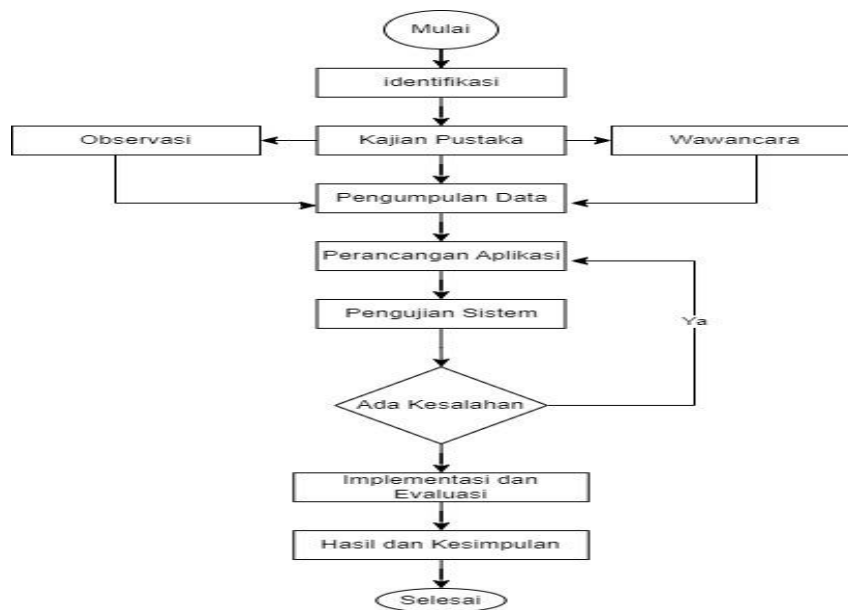 Mulai
identifikasi
Observasi
Kajian Pustaka
Wawancara
Pengumpulan Data
Perancangan Aplikasi
Pengujian Sistem
Ya
Ada Kesalahan
Implementasi dan
Evaluasi
Hasil dan Kesimpulan
Selesai